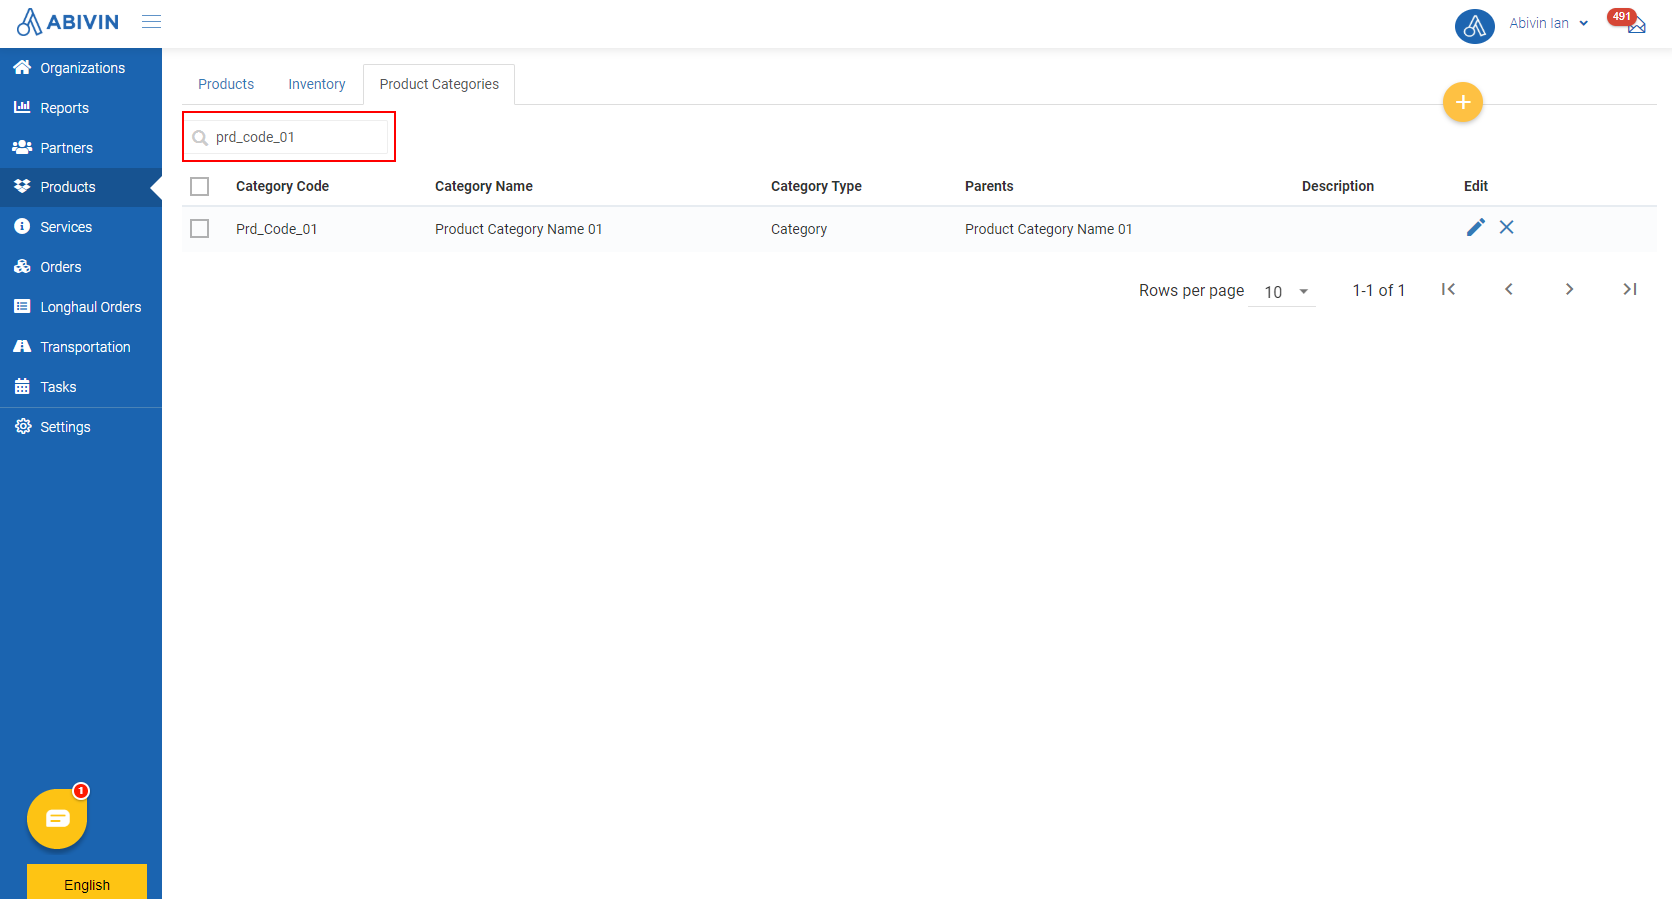 ABIVIN
Abivin Ian
491
Organizations
Reports
Partners
Products
Services
Orders
Longhaul Orders
Transportation
Tasks
Settings
1
English
Products Inventory Product Categories
+
prd_code_01
Category Code Category Name Category Type Parents Description Edit
Prd_Code_01 Product Category Name 01 Category Product Category Name 01
Rows per page 10 1-1 of 1